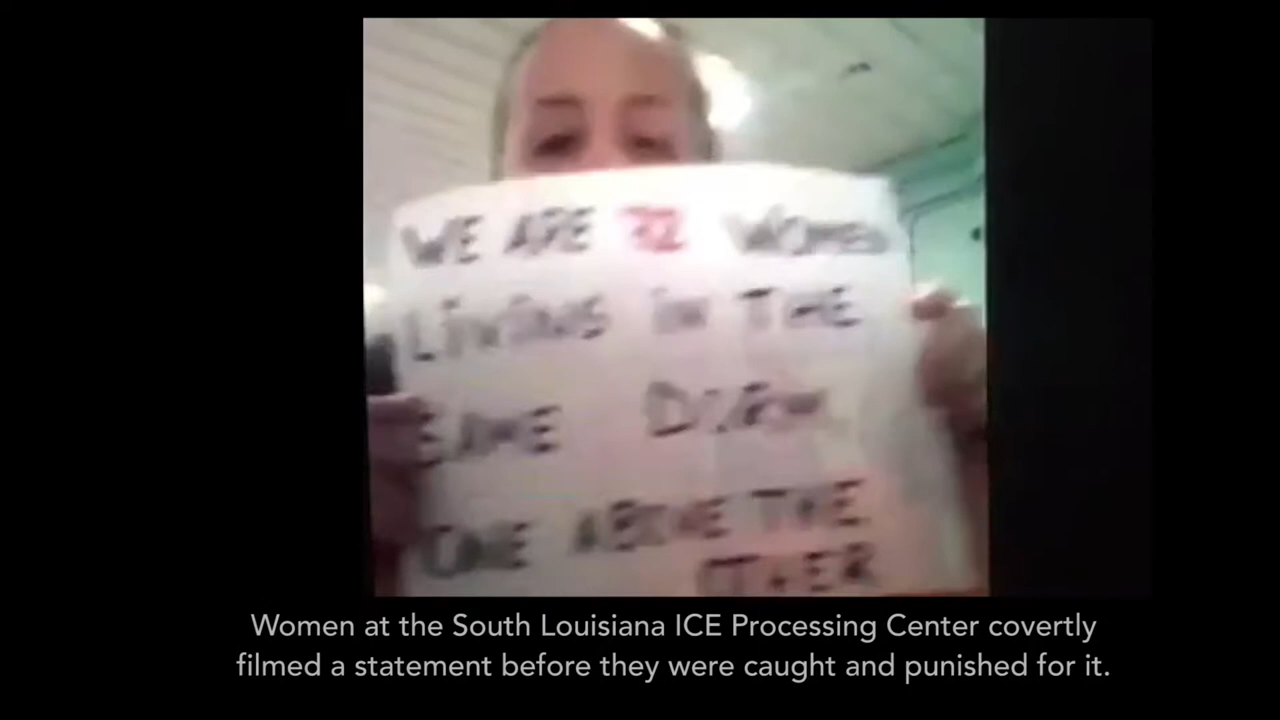 WE ARE 72 WOMEN
LiViNG iN THE
SAME DORM
ONE ABOVE THE
OTHER
Women at the South Louisiana ICE Processing Center covertly
filmed a statement before they were caught and punished for it.